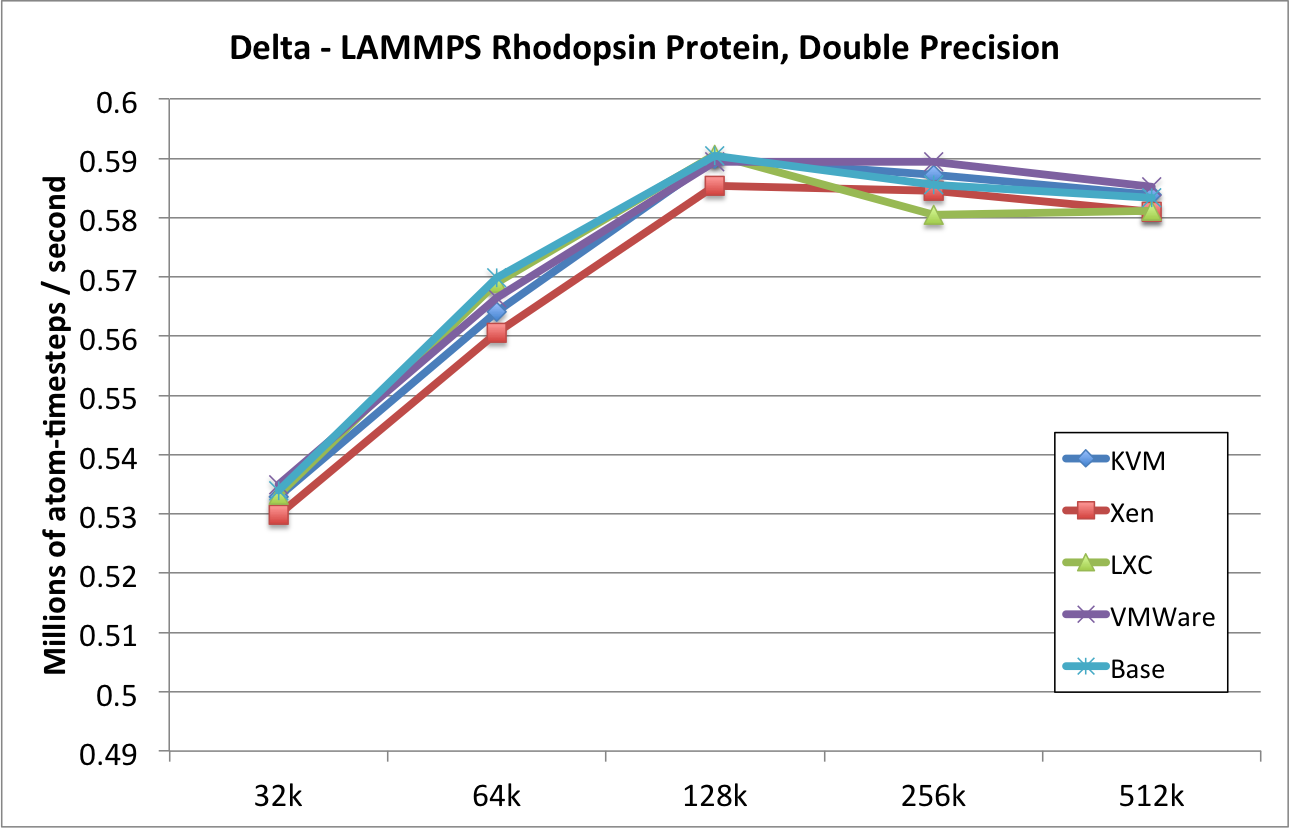 Delta - LAMMPS Rhodopsin Protein, Double Precision
Millions of atom-timesteps / second
0.6
0.59
0.58
0.57
0.56
0.55
0.54
0.53
0.52
0.51
0.5
0.49
KVM
Xen
LXC
VMWare
Base
32k 64k 128k 256k 512k